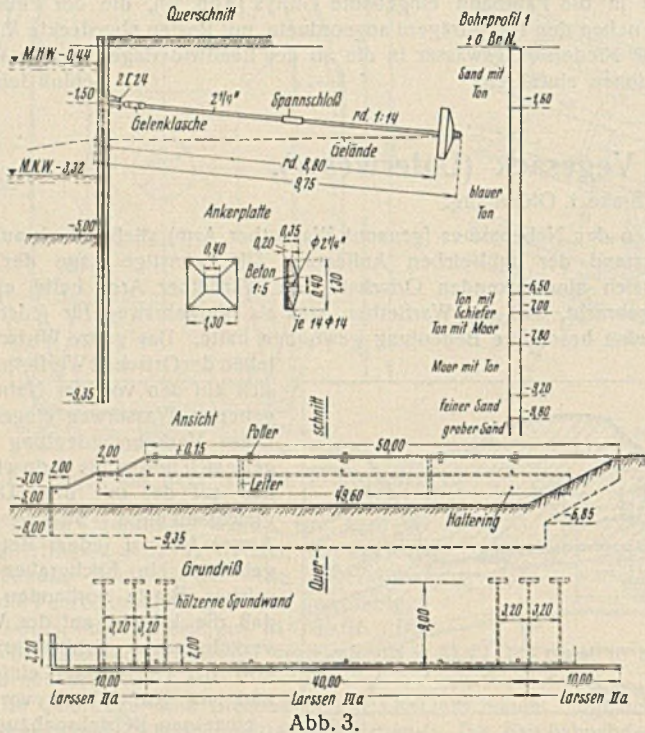 Querschnitt
Bohrprofil 1
± 0 Br N.
M.HW. -0,44
2 [ 24
-1,50
Gelenklasche
2 1/4"
Spannschloß
rd. 1:14
Gelände
rd. 8,80
9,75
M.N.W. -3,32
-5,00
-9,35
Ankerplatte
0,40
1,30
Beton
1:5
0,35
0,20
Φ 2 1/4"
0,40
1,30
je 14 Φ 14
Sand mit
Ton
-1,60
blauer
Ton
-6,50
Ton mit
Schiefer
-7,00
Ton mit Moor
-7,80
Moor mit Ton
-9,20
feiner Sand
-9,80
grober Sand
Ansicht
schnitt
+0,15
Poller
50,00
2,00
2,00
-3,00
-5,00
-8,00
Leiter
49,60
Haltering
-9,35
-6,85
Grundriß
Quer-
hölzerne Spundwand
3,20
3,20
3,20
2,00
9,00
3,20
3,20
10,00
40,00
10,00
Larssen IIa
Larssen IIIa
Larssen IIa
Abb. 3.